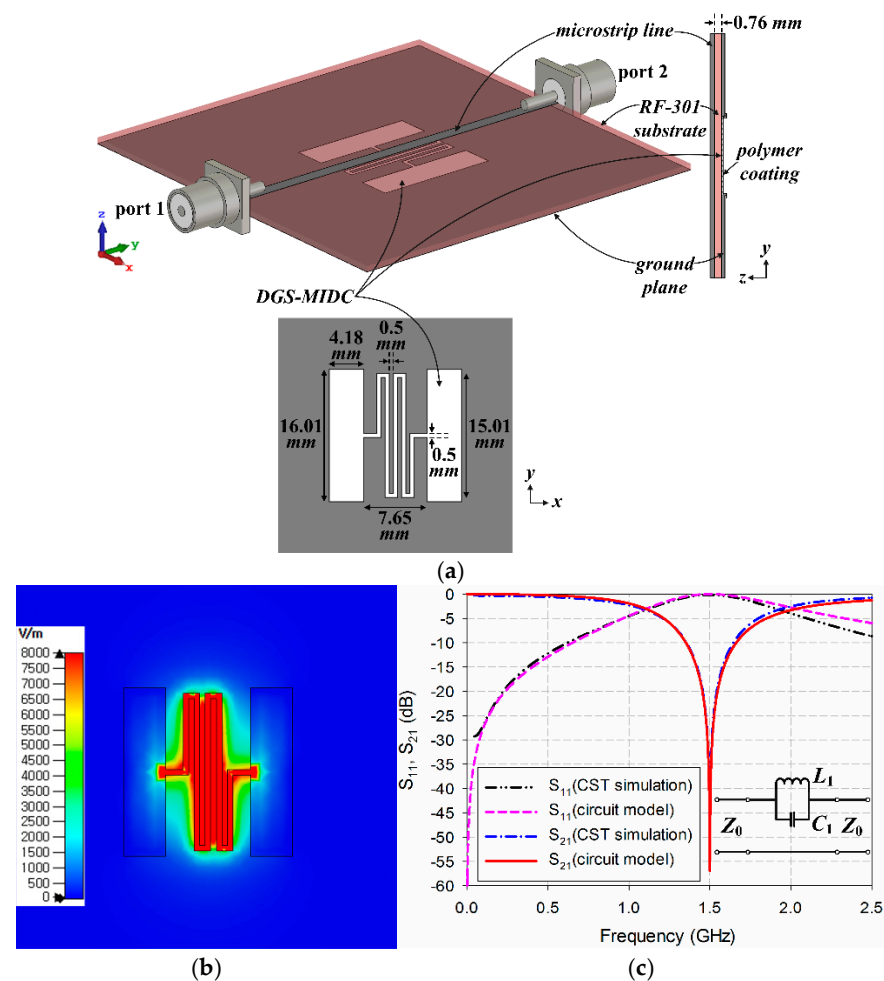 microstrip line
0.76 mm
port 2
RF-301
substrate
polymer
coating
port 1
z
y
x
ground
plane
y
z
DGS-MIDC
0.5
mm
4.18
mm
16.01
mm
15.01
mm
0.5
mm
7.65
mm
y
x
(a)
V/m
8000
7500
7000
6500
6000
5500
5000
4500
4000
3500
3000
2500
2000
1500
1000
500
0
(b)
S11, S21 (dB)
0
-5
-10
-15
-20
-25
-30
-35
-40
-45
-50
-55
-60
S11(CST simulation)
S11(circuit model)
S21(CST simulation)
S21(circuit model)
L1
Z0
C1
Z0
0.0
0.5
1.0
1.5
2.0
2.5
Frequency (GHz)
(c)